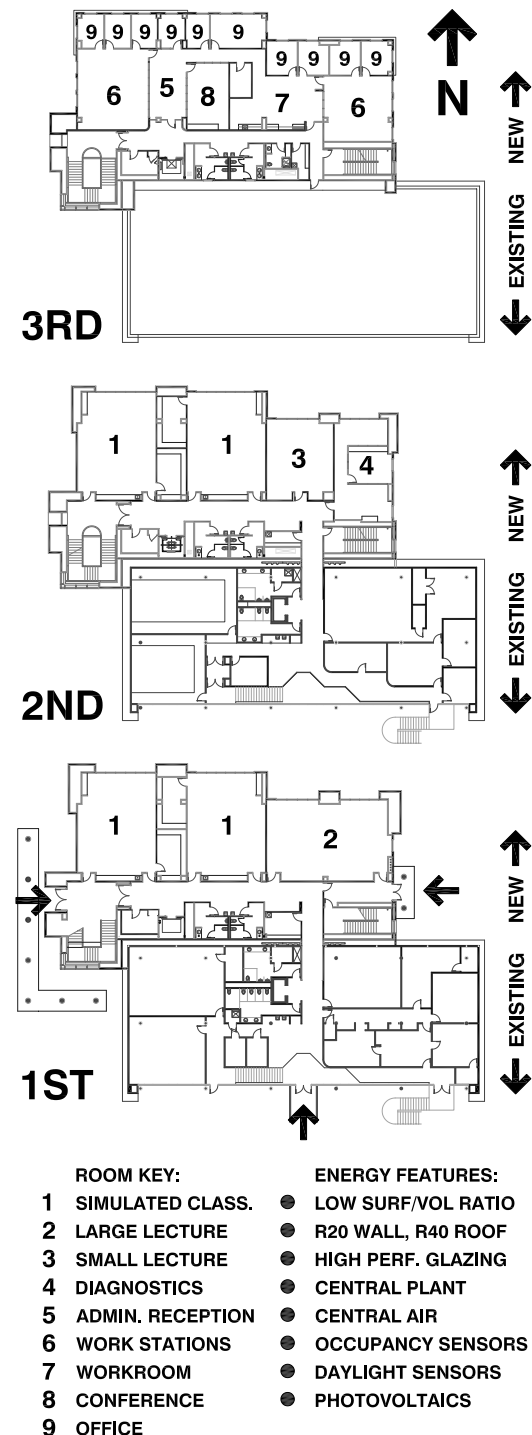 9 9 9 9 9 9
9 9 9 9
N
6 5 8 7 6
NEW
EXISTING
3RD
1 1 3 4
NEW
EXISTING
2ND
1 1 2
NEW
EXISTING
1ST
ROOM KEY:
1 SIMULATED CLASS.
2 LARGE LECTURE
3 SMALL LECTURE
4 DIAGNOSTICS
5 ADMIN. RECEPTION
6 WORK STATIONS
7 WORKROOM
8 CONFERENCE
9 OFFICE
ENERGY FEATURES:
LOW SURF/VOL RATIO
R20 WALL, R40 ROOF
HIGH PERF. GLAZING
CENTRAL PLANT
CENTRAL AIR
OCCUPANCY SENSORS
DAYLIGHT SENSORS
PHOTOVOLTAICS